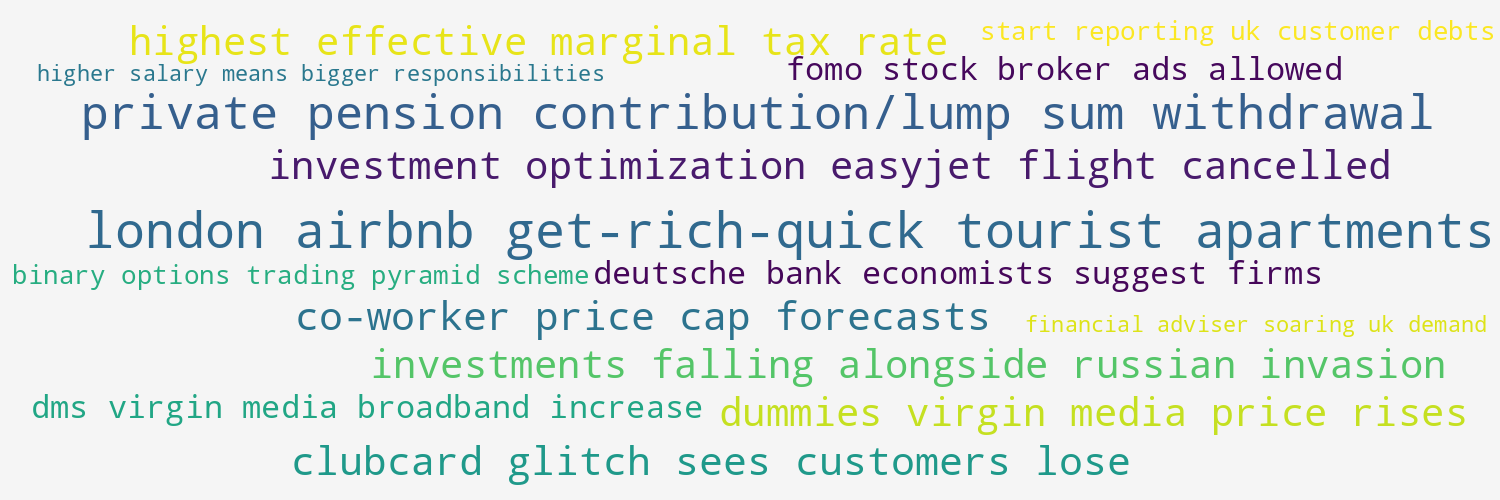 highest effective marginal tax rate
start reporting uk customer debts
higher salary means bigger responsibilities
fomo stock broker ads allowed
private pension contribution/lump sum withdrawal
investment optimization easyjet flight cancelled
london airbnb get-rich-quick tourist apartments
binary options trading pyramid scheme
deutsche bank economists suggest firms
co-worker price cap forecasts
financial adviser soaring uk demand
investments falling alongside russian invasion
dms virgin media broadband increase
dummies virgin media price rises
clubcard glitch sees customers lose